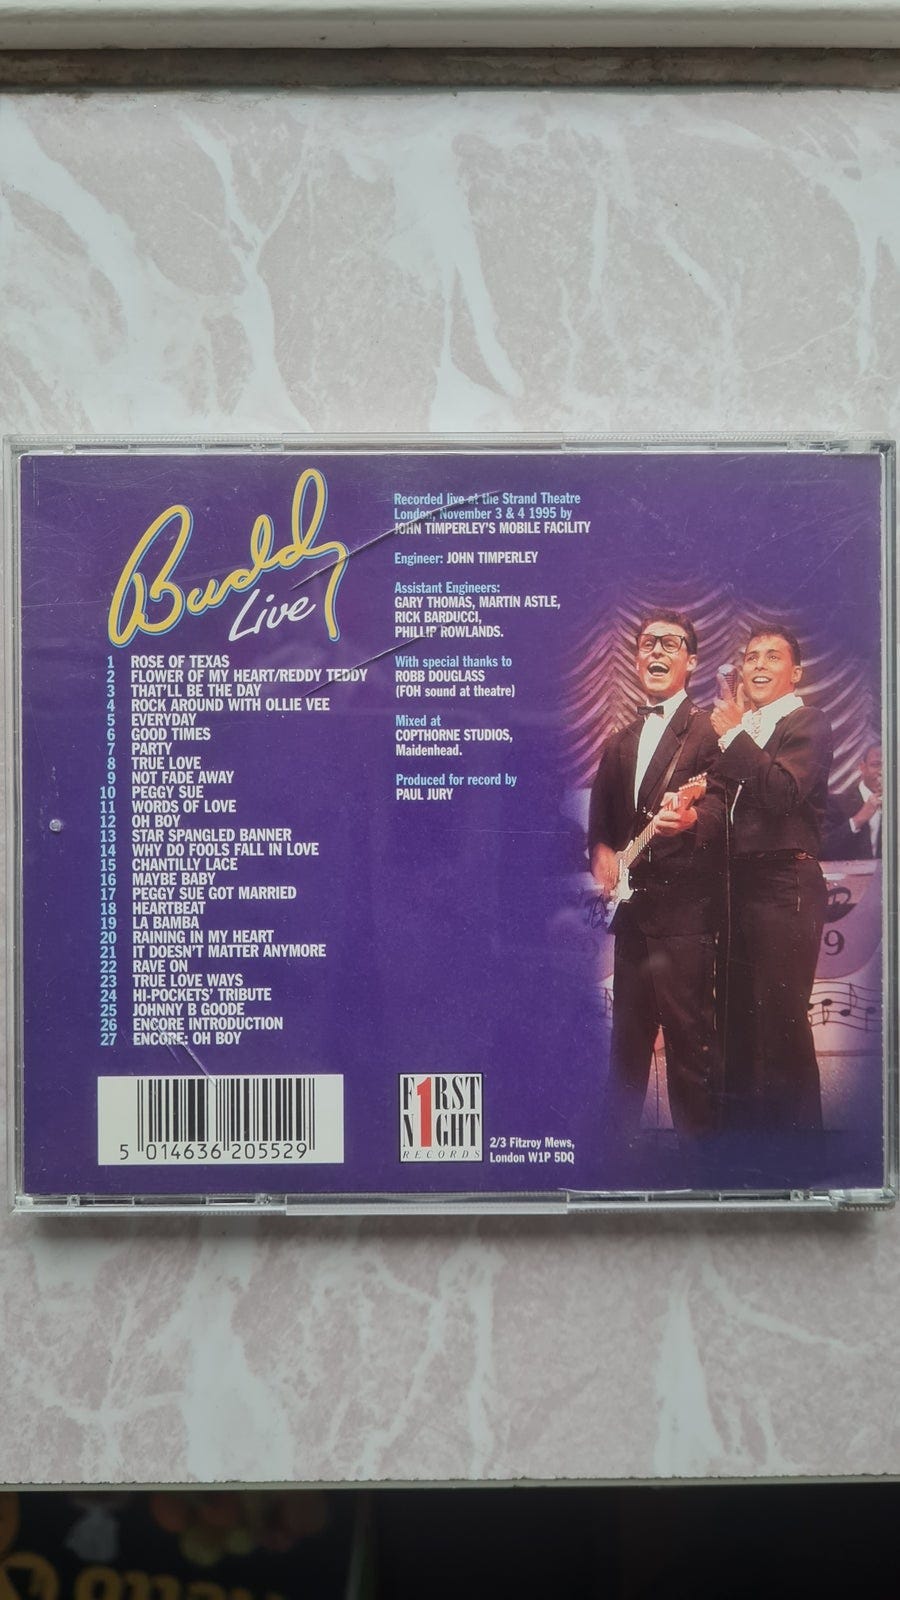 Buddy
Live
1 ROSE OF TEXAS
2 FLOWER OF MY HEART/REDDY TEDDY
3 THAT'LL BE THE DAY
4 ROCK AROUND WITH OLLIE VEE
5 EVERYDAY
6 GOOD TIMES
7 PARTY
8 TRUE LOVE
9 NOT FADE AWAY
10 PEGGY SUE
11 WORDS OF LOVE
12 OH BOY
13 STAR SPANGLED BANNER
14 WHY DO FOOLS FALL IN LOVE
15 CHANTILLY LACE
16 MAYBE BABY
17 PEGGY SUE GOT MARRIED
18 HEARTBEAT
19 LA BAMBA
20 RAINING IN MY HEART
21 IT DOESN'T MATTER ANYMORE
22 RAVE ON
23 TRUE LOVE WAYS
24 HI-POCKETS' TRIBUTE
25 JOHNNY B GOODE
26 ENCORE INTRODUCTION
27 ENCORE: OH BOY
Recorded live at the Strand Theatre
London, November 3 & 4 1995 by
JOHN TIMPERLEY'S MOBILE FACILITY
Engineer: JOHN TIMPERLEY
Assistant Engineers:
GARY THOMAS, MARTIN ASTLE,
RICK BARDUCCI,
PHILLIP ROWLANDS.
With special thanks to
ROBB DOUGLASS
(FOH sound at theatre)
Mixed at
COPTHORNE STUDIOS,
Maidenhead.
Produced for record by
PAUL JURY
9
5 014636 205529
F1RST
N1GHT
RECORDS
2/3 Fitzroy Mews,
London W1P 5DQ